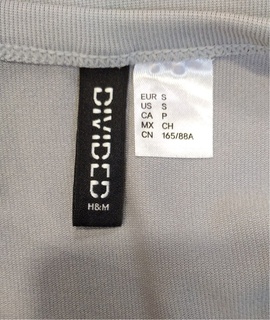 DIVIDED
H&M
EUR S
US S
CA P
MX CH
CN 165/88A